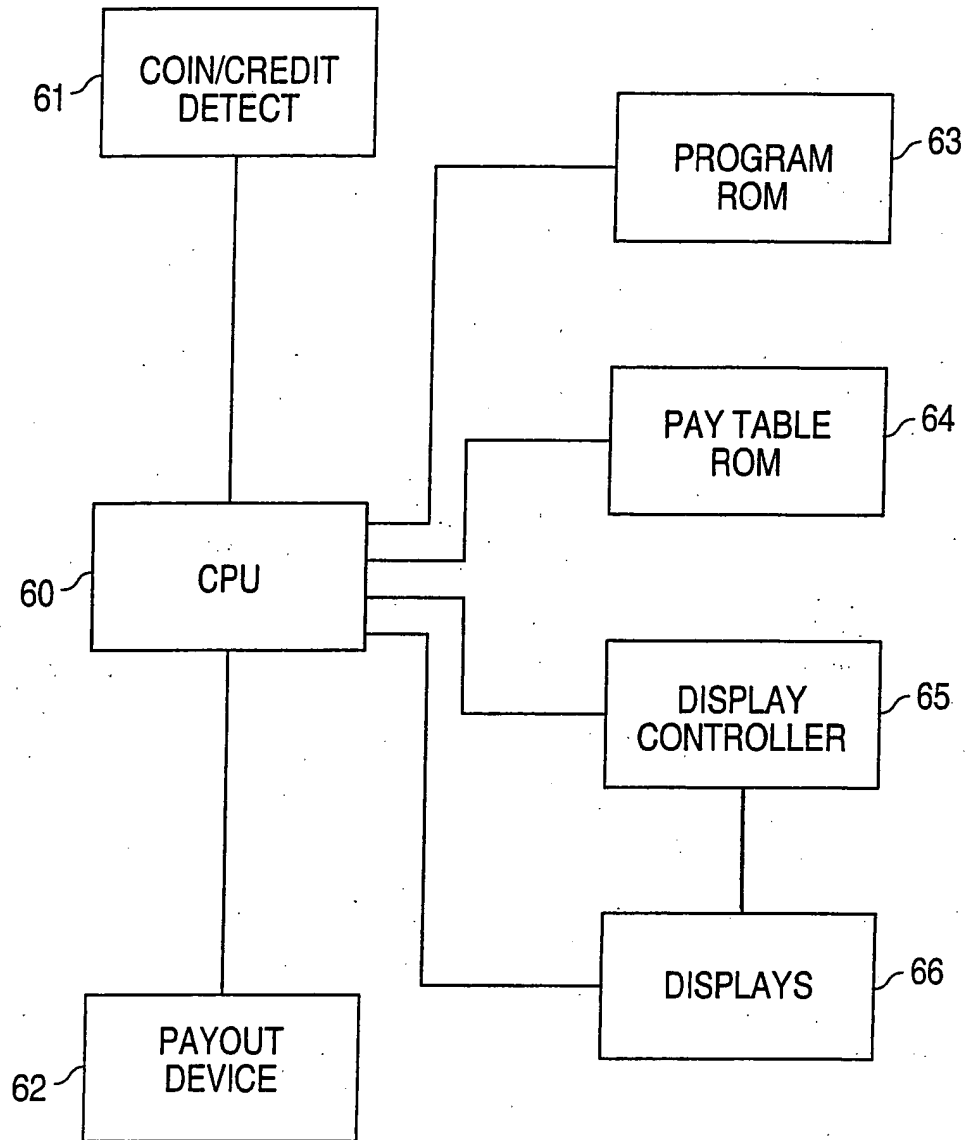 COIN/CREDIT
DETECT
61
PROGRAM
ROM
63
PAY TABLE
ROM
64
CPU
60
DISPLAY
CONTROLLER
65
DISPLAYS
66
PAYOUT
DEVICE
62